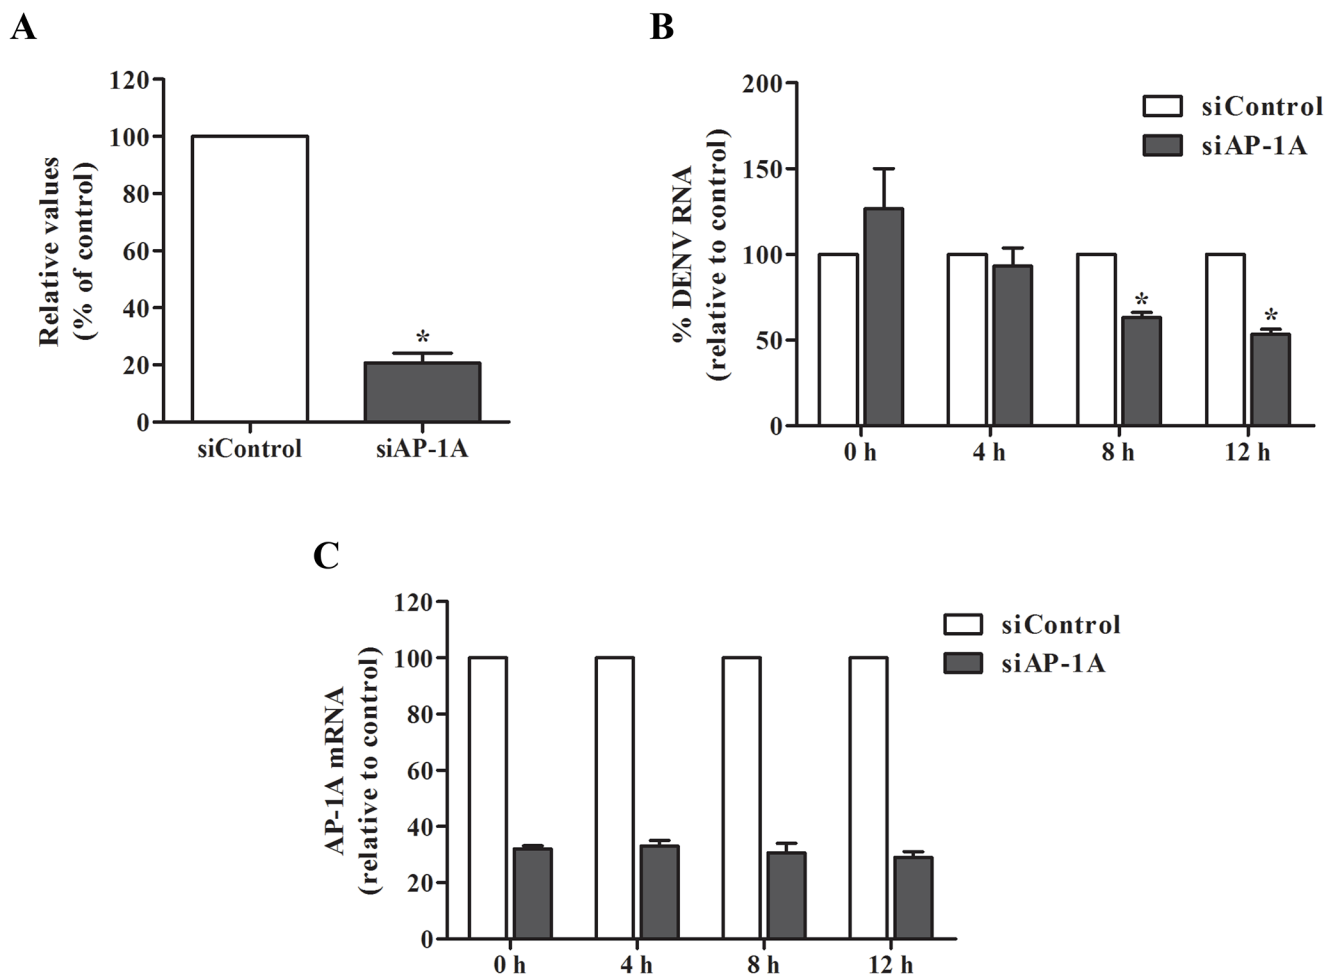 A
Relative values
(% of control)
120
100
80
60
40
20
0
*
siControl
siAP-1A
B
% DENV RNA
(relative to control)
200
150
100
50
0
siControl
siAP-1A
*
*
0 h
4 h
8 h
12 h
C
AP-1A mRNA
(relative to control)
120
100
80
60
40
20
0
siControl
siAP-1A
0 h
4 h
8 h
12 h